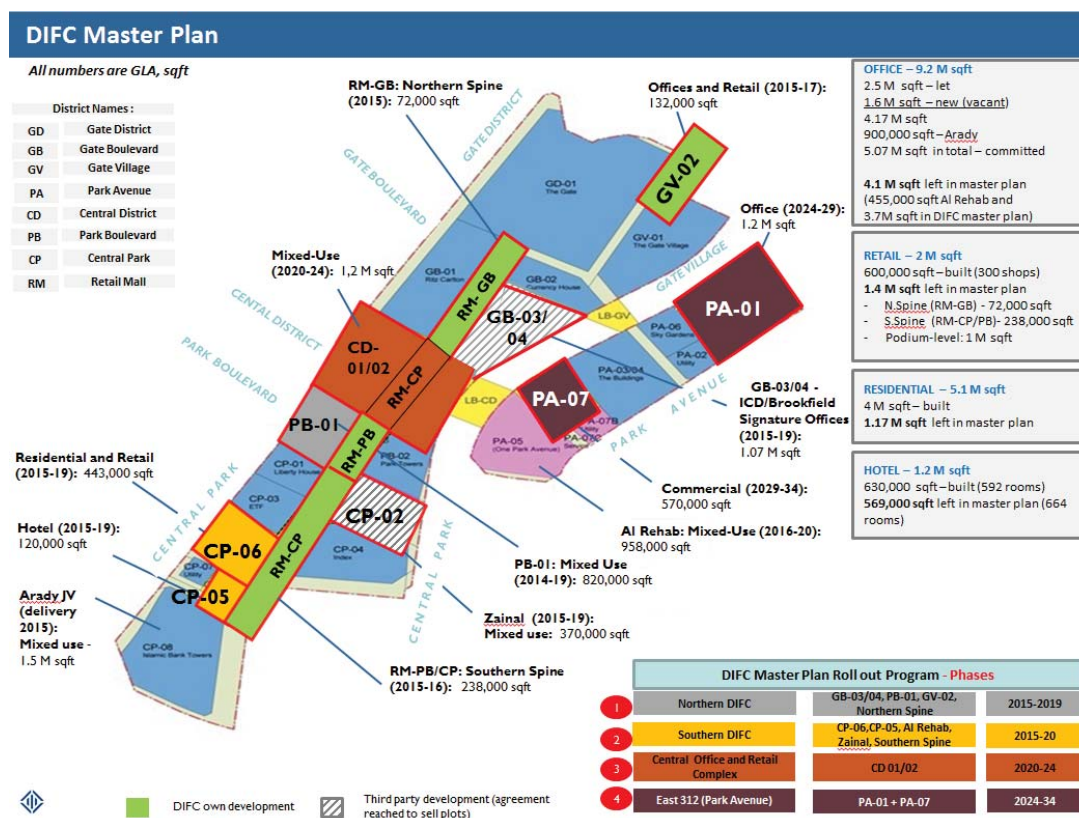 DIFC Master Plan
All numbers are GLA, sqft
District Names :
GD Gate District
GB Gate Boulevard
GV Gate Village
PA Park Avenue
CD Central District
PB Park Boulevard
CP Central Park
RM Retail Mall
RM-GB: Northern Spine
(2015): 72,000 sqft
Offices and Retail (2015-17):
132,000 sqft
Office (2024-29):
1.2 M sqft
Mixed-Use
(2020-24): 1,2 M sqft
GATE DISTRICT
GATE BOULEVARD
CENTAL DISTRICT
PARK BOULEVARD
CENTRAL PARK
GATE VILLAGE
PARK AVENUE
CENTRAL PARK
GD-01
The Gate
GV-02
GV-01
The Gate Village
GB-01
Ritz Carlton
RM- GB
GB-02
Currency House
GB-03/
04
LB-GV
PA-06
Sky Gardens
PA-02
Utility
PA-01
PA-03/04
The Buildings
CD-
01/02
RM-CP
LB-CD
PA-07
PA-07B
Utility
PA-07C
PA-05
(One Park Avenue)
PB-01
RM-PB
PB-02
Park Towers
CP-01
Liberty House
CP-03
ETF
CP-02
CP-04
Index
RM-CP
CP-06
Utility
CP-05
CP-08
Islamic Bank Towers
GB-03/04 -
ICD/Brookfield
Signature Offices
(2015-19):
1.07 M sqft
Residential and Retail
(2015-19): 443,000 sqft
Hotel (2015-19):
120,000 sqft
Arady JV
(delivery
2015):
Mixed use -
1.5 M sqft
Commercial (2029-34):
570,000 sqft
Al Rehab: Mixed-Use (2016-20):
958,000 sqft
PB-01: Mixed Use
(2014-19): 820,000 sqft
Zainal (2015-19):
Mixed use: 370,000 sqft
RM-PB/CP: Southern Spine
(2015-16): 238,000 sqft
OFFICE – 9.2 M sqft
2.5 M sqft – let
1.6 M sqft – new (vacant)
4.17 M sqft
900,000 sqft – Arady
5.07 M sqft in total – committed
4.1 M sqft left in master plan
(455,000 sqft Al Rehab and
3.7M sqft in DIFC master plan)
RETAIL – 2 M sqft
600,000 sqft – built (300 shops)
1.4 M sqft left in master plan
- N.Spine (RM-GB) - 72,000 sqft
- S.Spine (RM-CP/PB)- 238,000 sqft
- Podium-level: 1 M sqft
RESIDENTIAL – 5.1 M sqft
4 M sqft – built
1.17 M sqft left in master plan
HOTEL – 1.2 M sqft
630,000 sqft – built (592 rooms)
569,000 sqft left in master plan (664
rooms)
DIFC Master Plan Roll out Program - Phases
1 Northern DIFC GB-03/04, PB-01, GV-02, Northern Spine 2015-2019
2 Southern DIFC CP-06,CP-05, Al Rehab, Zainal, Southern Spine 2015-20
3 Central Office and Retail Complex CD 01/02 2020-24
4 East 312 (Park Avenue) PA-01 + PA-07 2024-34
DIFC own development
Third party development (agreement
reached to sell plots)